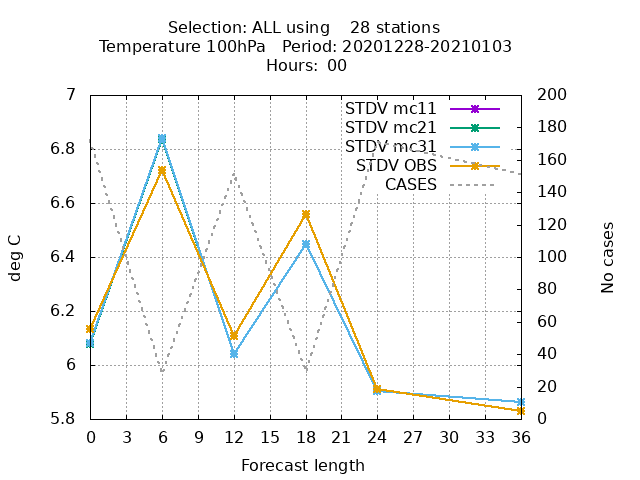 Selection: ALL using    28 stations
Temperature 100hPa   Period: 20201228-20210103
Hours: 00
7
6.8
6.6
6.4
6.2
6
5.8
deg C
200
180
160
140
120
100
80
60
40
20
0
No cases
STDV mc11
STDV mc21
STDV mc31
STDV OBS
CASES
0 3 6 9 12 15 18 21 24 27 30 33 36
Forecast length